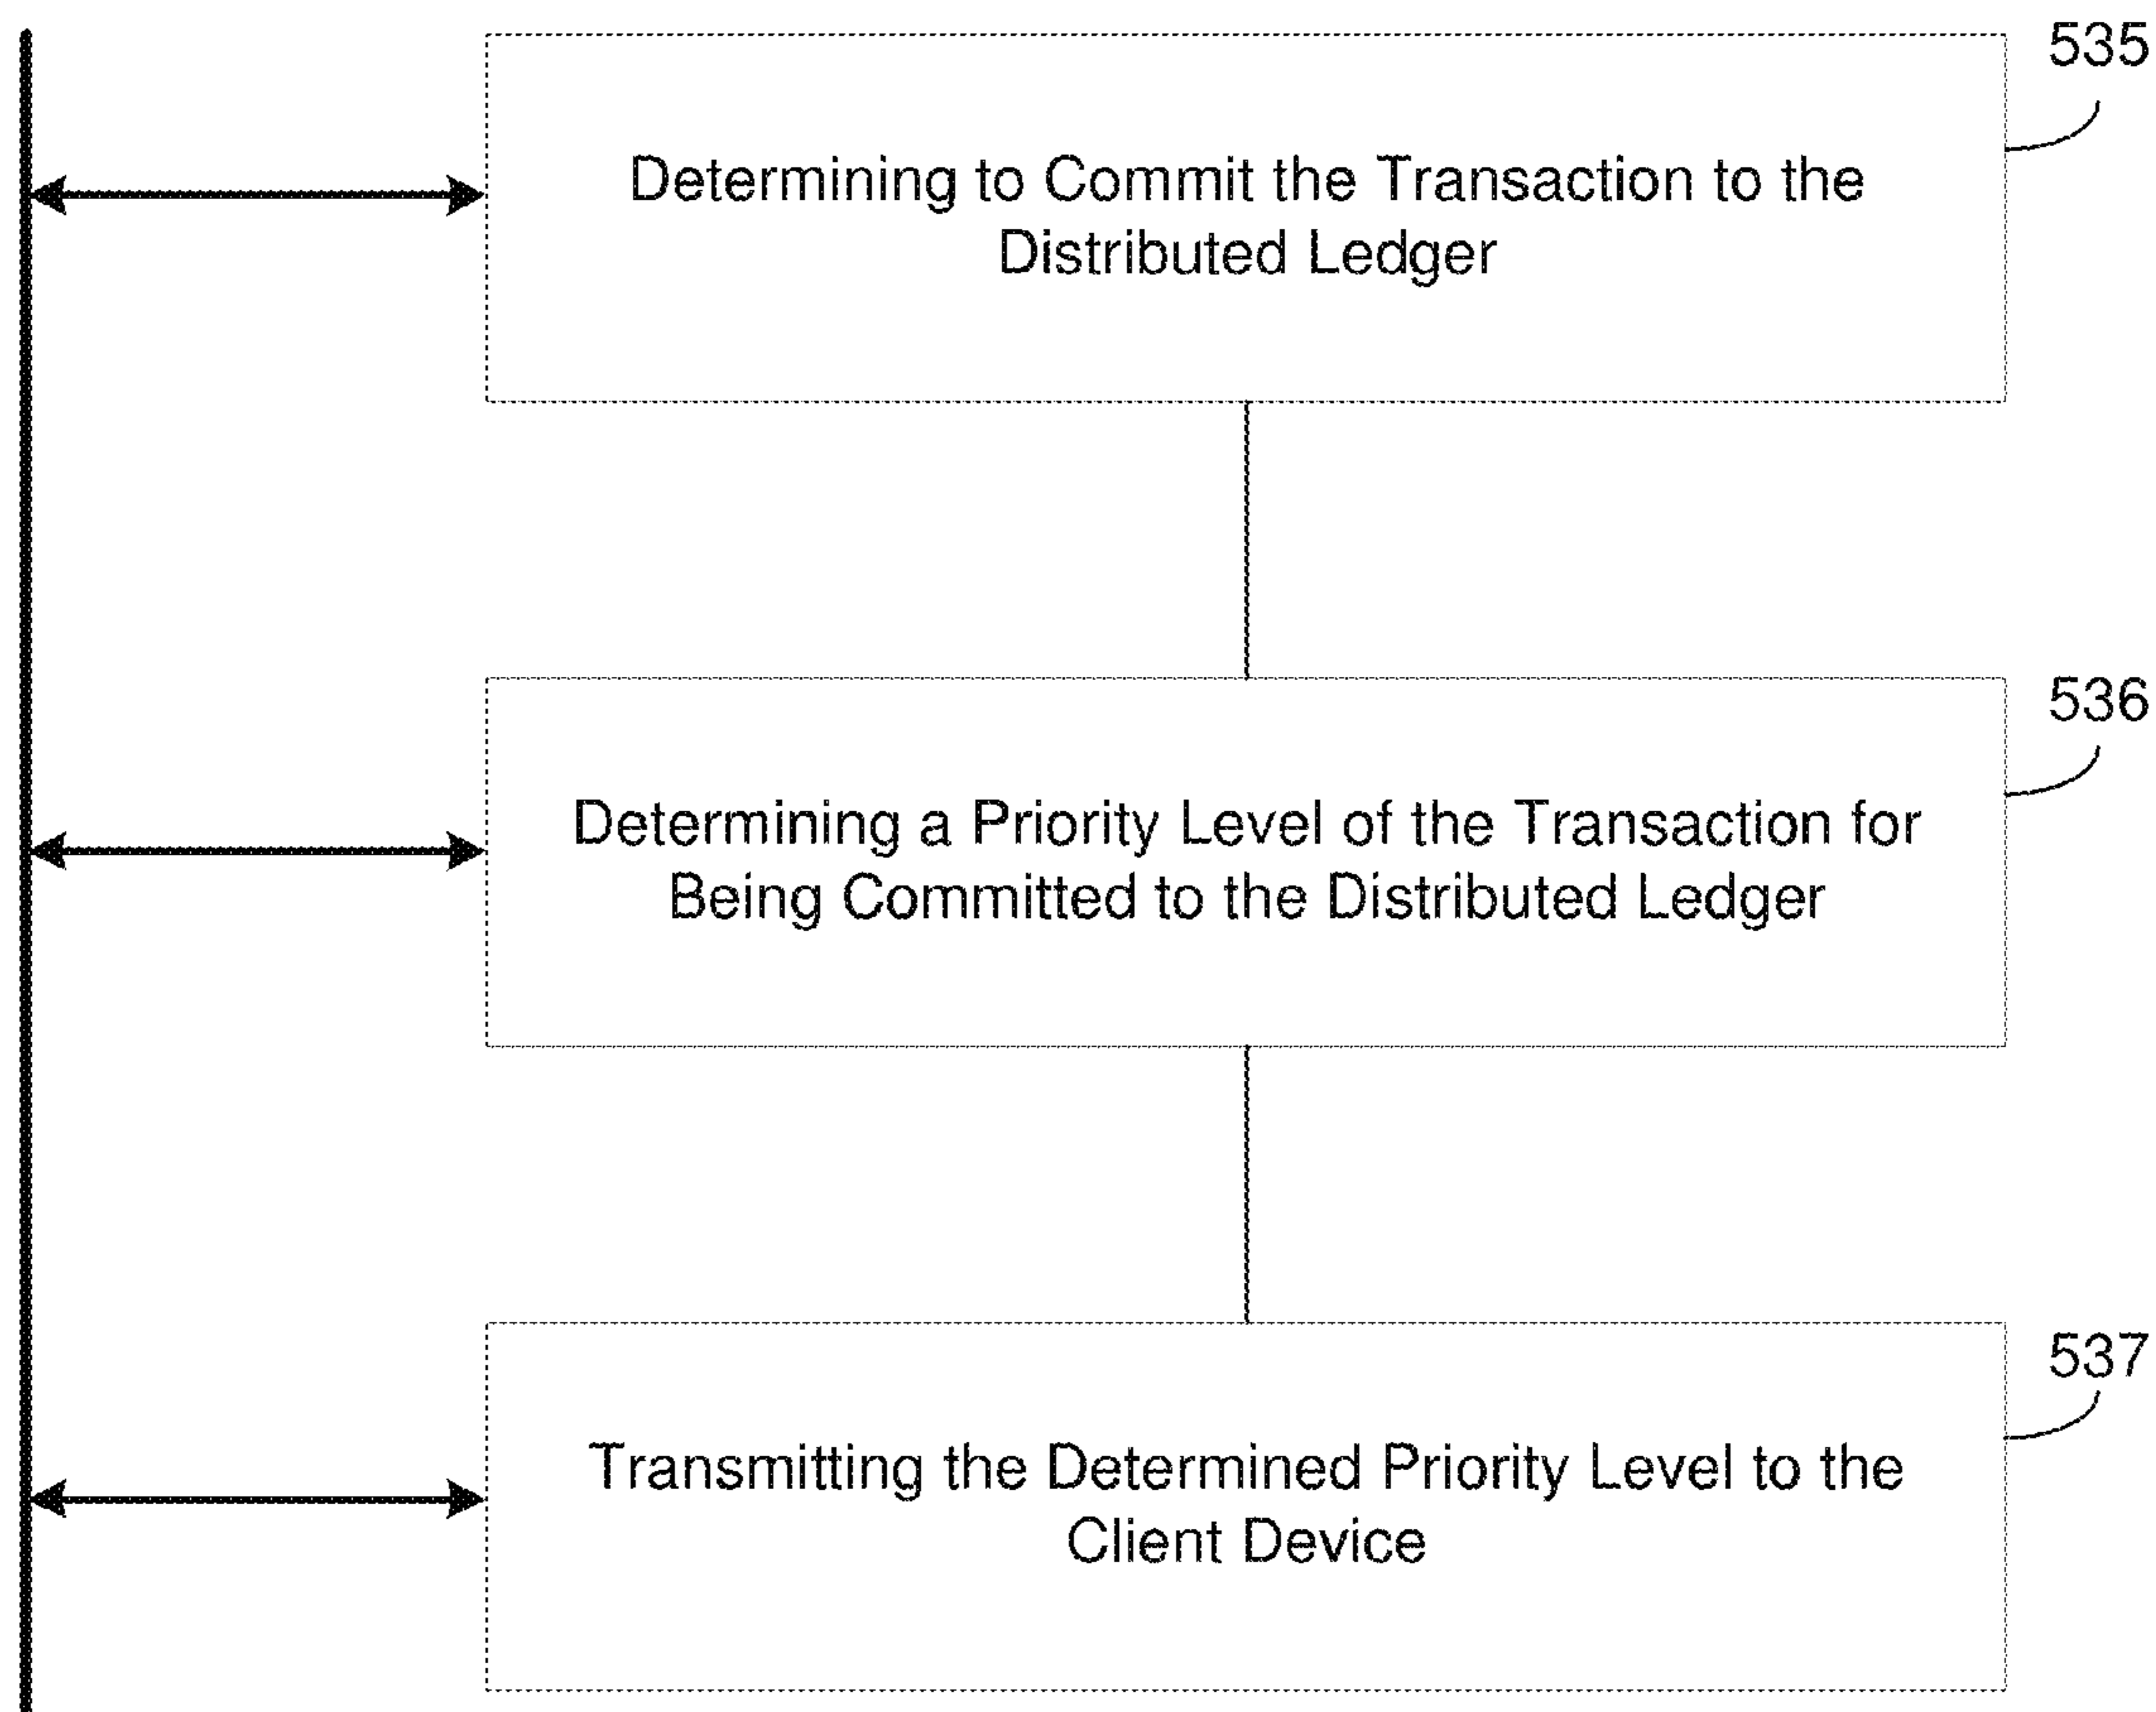 535
Determining to Commit the Transaction to the
Distributed Ledger
536
Determining a Priority Level of the Transaction for
Being Committed to the Distributed Ledger
537
Transmitting the Determined Priority Level to the
Client Device